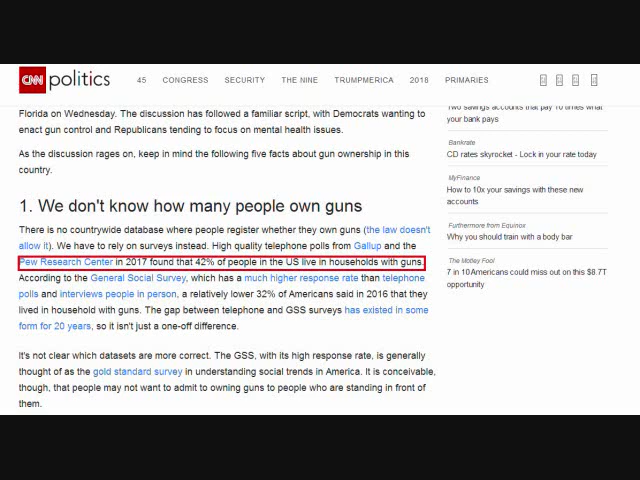 CNN politics 45 CONGRESS SECURITY THE NINE TRUMPMERICA 2018 PRIMARIES
Florida on Wednesday. The discussion has followed a familiar script, with Democrats wanting to
enact gun control and Republicans tending to focus on mental health issues.
As the discussion rages on, keep in mind the following five facts about gun ownership in this
country.
1. We don't know how many people own guns
There is no countrywide database where people register whether they own guns (the law doesn't
allow it). We have to rely on surveys instead. High quality telephone polls from Gallup and the
Pew Research Center in 2017 found that 42% of people in the US live in households with guns.
According to the General Social Survey, which has a much higher response rate than telephone
polls and interviews people in person, a relatively lower 32% of Americans said in 2016 that they
lived in household with guns. The gap between telephone and GSS surveys has existed in some
form for 20 years, so it isn't just a one-off difference.
It's not clear which datasets are more correct. The GSS, with its high response rate, is generally
thought of as the gold standard survey in understanding social trends in America. It is conceivable,
though, that people may not want to admit to owning guns to people who are standing in front of
them.
Two savings accounts that pay 10 times what
your bank pays
Bankrate
CD rates skyrocket - Lock in your rate today
MyFinance
How to 10x your savings with these new
accounts
Furthermore from Equinox
Why you should train with a body bar
The Motley Fool
7 in 10Americans could miss out on this $8.7T
opportunity